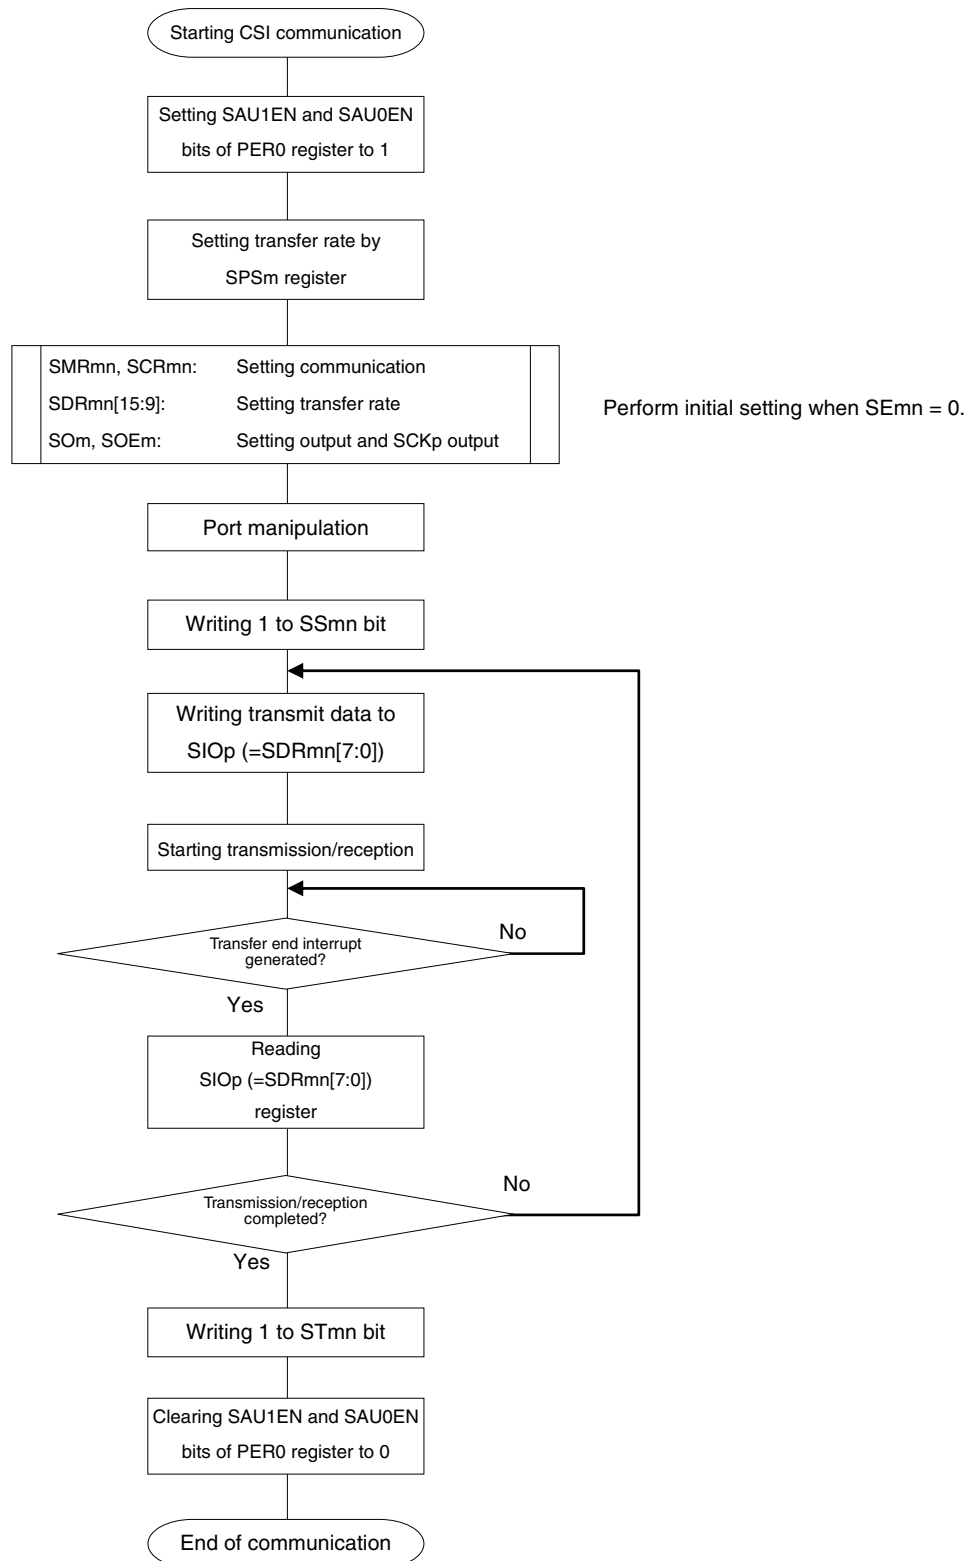 Starting CSI communication
Setting SAU1EN and SAU0EN
bits of PER0 register to 1
Setting transfer rate by
SPSm register
SMRmn, SCRmn: Setting communication
SDRmn[15:9]: Setting transfer rate
SOm, SOEm: Setting output and SCKp output
Perform initial setting when SEmn = 0.
Port manipulation
Writing 1 to SSmn bit
Writing transmit data to
SIOp (=SDRmn[7:0])
Starting transmission/reception
Transfer end interrupt
generated?
No
Yes
Reading
SIOp (=SDRmn[7:0])
register
Transmission/reception
completed?
No
Yes
Writing 1 to STmn bit
Clearing SAU1EN and SAU0EN
bits of PER0 register to 0
End of communication